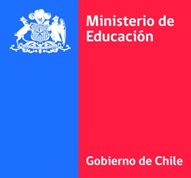 Ministerio de
Educación
Gobierno de Chile